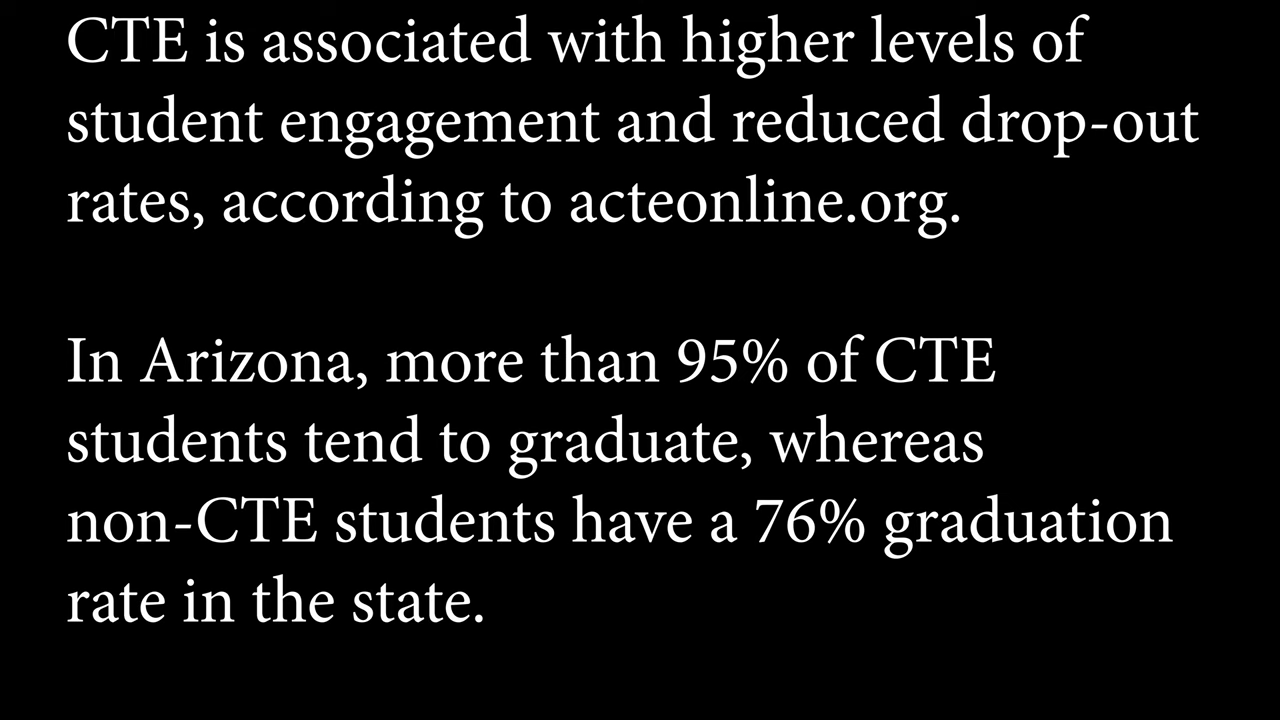 CTE is associated with higher levels of
student engagement and reduced drop-out
rates, according to acteonline.org.
In Arizona, more than 95% of CTE
students tend to graduate, whereas
non-CTE students have a 76% graduation
rate in the state.